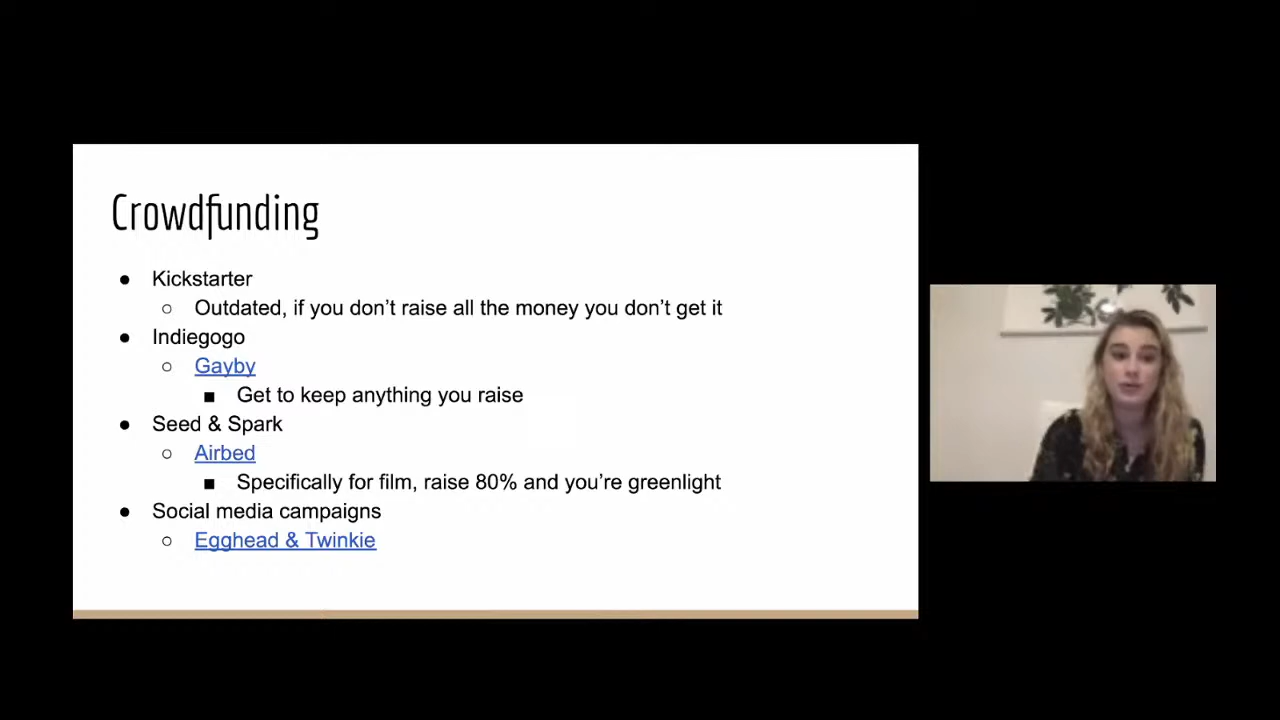 Crowdfunding
● Kickstarter
○ Outdated, if you don’t raise all the money you don’t get it
● Indiegogo
○ Gayby
■ Get to keep anything you raise
● Seed & Spark
○ Airbed
■ Specifically for film, raise 80% and you’re greenlight
● Social media campaigns
○ Egghead & Twinkie